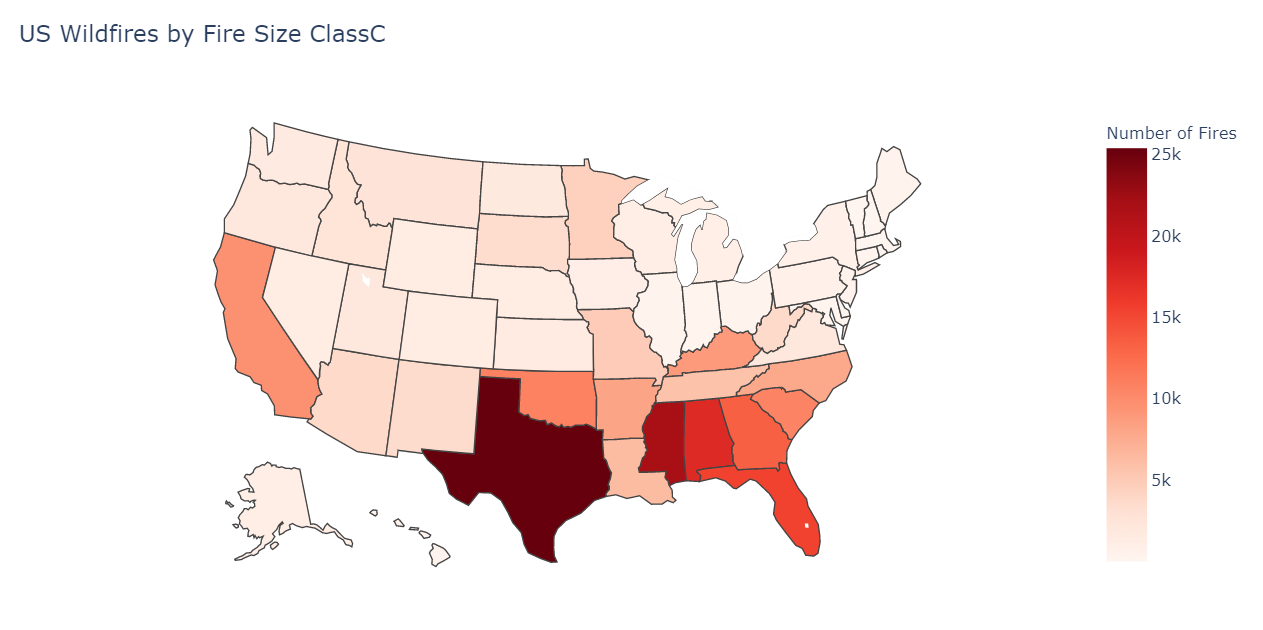 US Wildfires by Fire Size ClassC
Number of Fires
25k
20k
15k
10k
5k